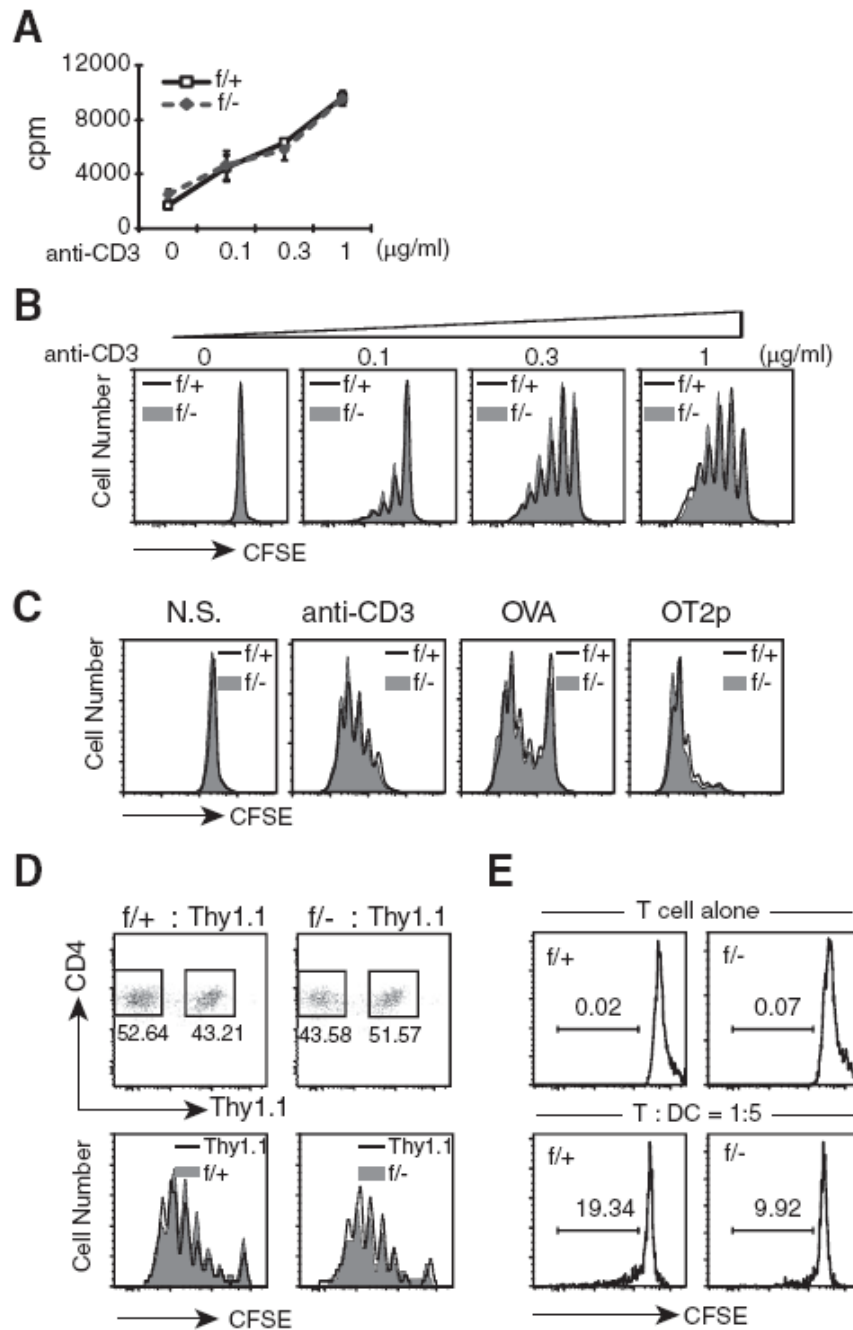 A
12000
8000
4000
0
cpm
f/+
f/-
anti-CD3 0 0.1 0.3 1 (μg/ml)
B
anti-CD3 0 0.1 0.3 1 (μg/ml)
Cell Number
f/+ f/+ f/+ f/+
f/- f/- f/- f/-
CFSE
C
N.S. anti-CD3 OVA OT2p
Cell Number
f/+ f/+ f/+ f/+
f/- f/- f/- f/-
CFSE
D
f/+ : Thy1.1 f/- : Thy1.1
CD4
52.64 43.21 43.58 51.57
Thy1.1
Cell Number
Thy1.1 Thy1.1
f/+ f/-
CFSE
E
T cell alone
f/+ f/-
0.02 0.07
T : DC = 1:5
f/+ f/-
19.34 9.92
CFSE